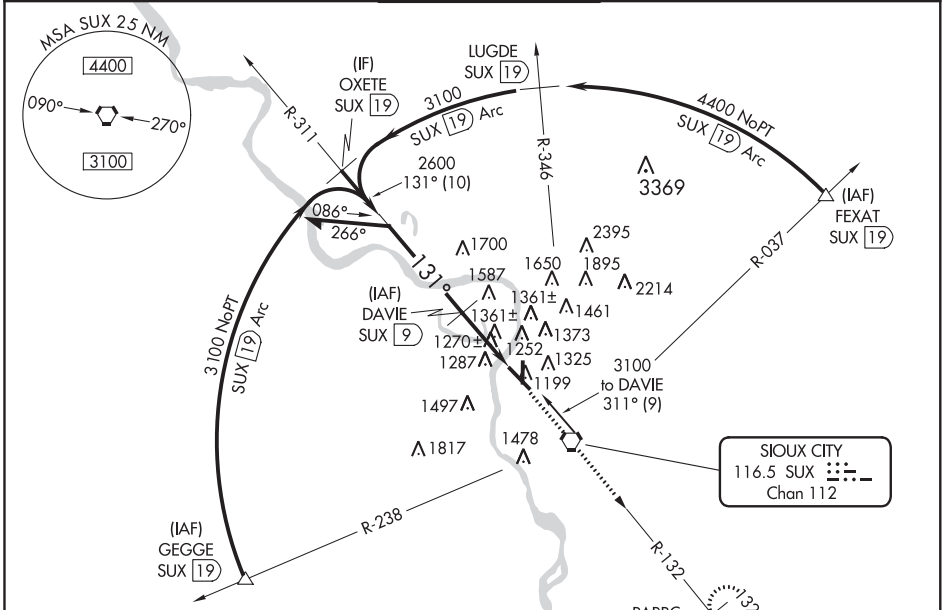 MSA SUX 25 NM
4400
090°
270°
3100
R-311
(IF)
OXETE
SUX 19
LUGDE
SUX 19
3100
SUX 19 Arc
4400 NoPT
SUX 19 Arc
R-346
2600
131° (10)
3369
(IAF)
FEXAT
SUX 19
R-037
086°
266°
131°
1700
2395
1587
1650
1895
2214
(IAF)
DAVIE
SUX 9
1361±
1461
1361±
1373
1270±
1252
1325
1287
1199
3100
to DAVIE
311° (9)
3100 NoPT
SUX 19 Arc
1497
1817
1478
SIOUX CITY
116.5 SUX
Chan 112
R-238
(IAF)
GEGGE
SUX 19
R-132